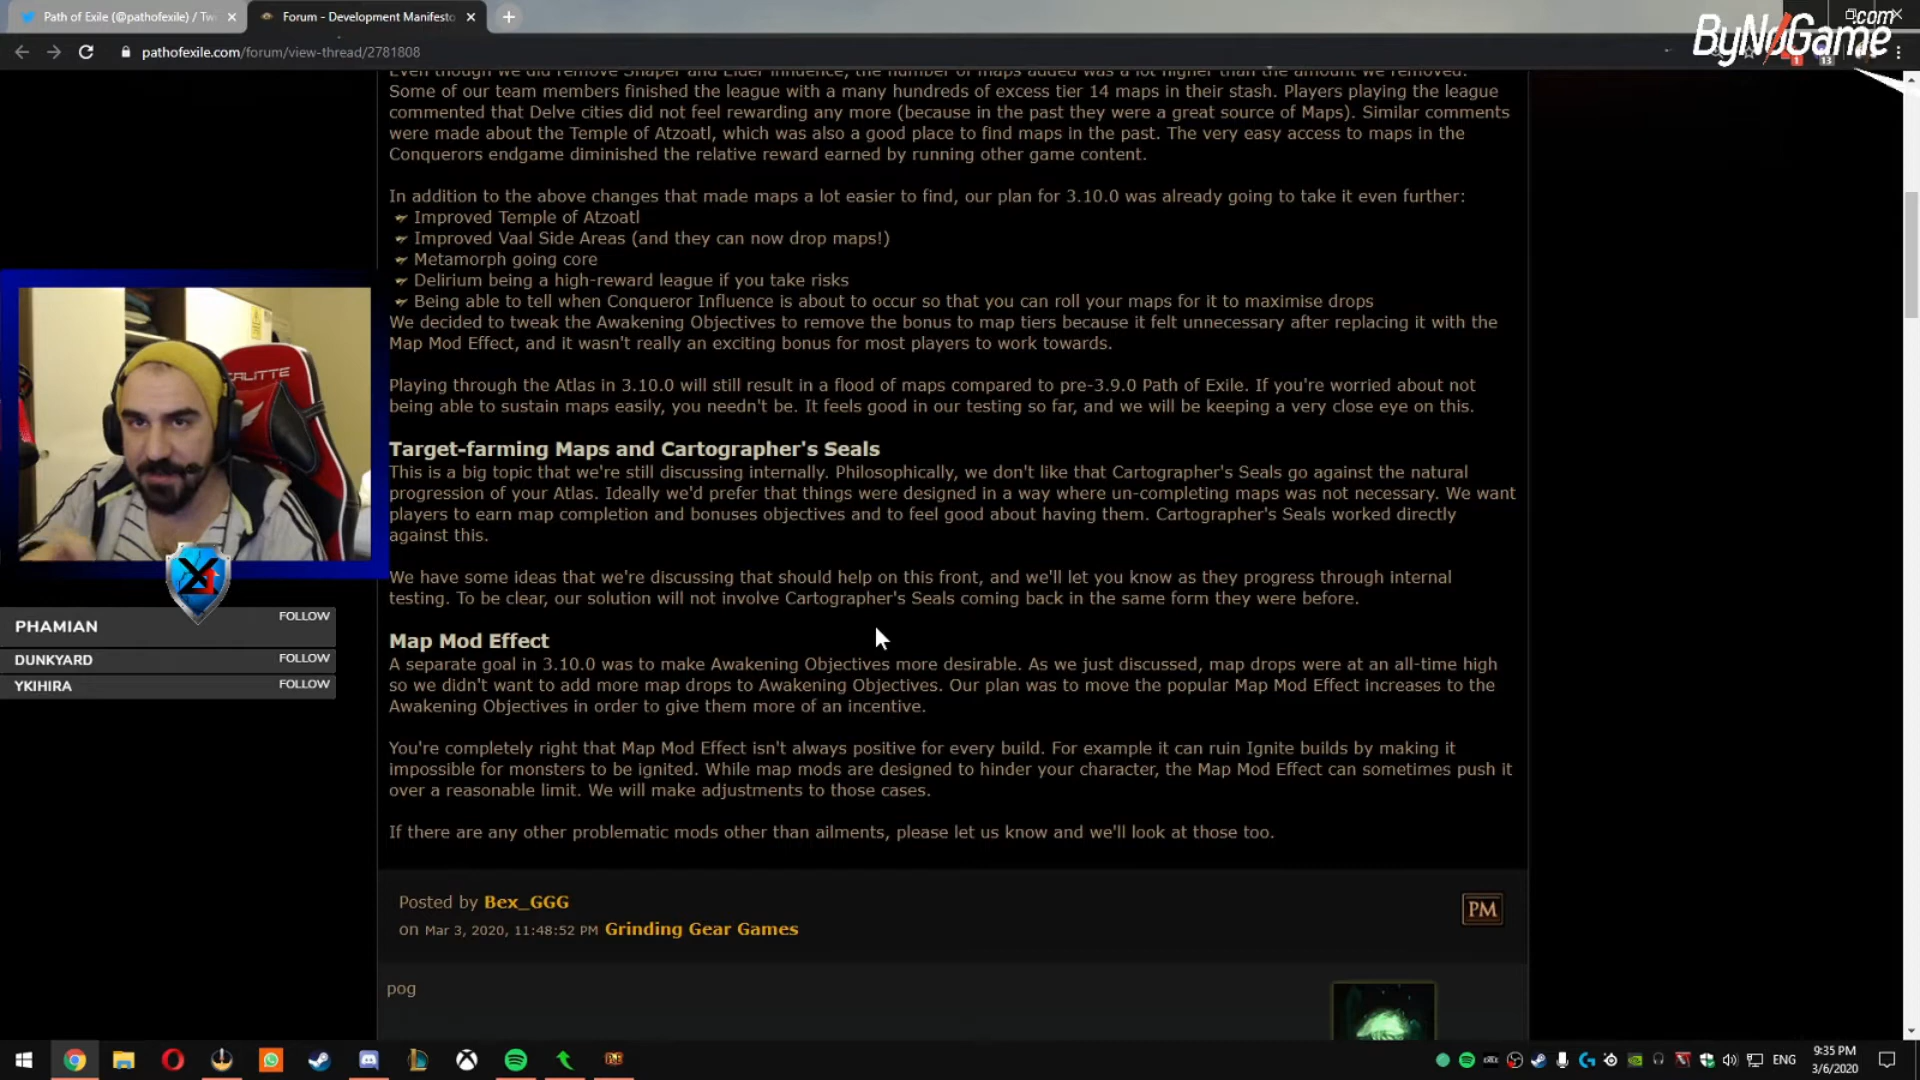 Path of Exile (@pathofexile) / Tw
Forum - Development Manifesto
pathofexile.com/forum/view-thread/2781808
ByNoGame.com
Even though we did remove Shaper and Elder influence, the number of maps added was a lot higher than the amount we removed.
Some of our team members finished the league with a many hundreds of excess tier 14 maps in their stash. Players playing the league
commented that Delve cities did not feel rewarding any more (because in the past they were a great source of Maps). Similar comments
were made about the Temple of Atzoatl, which was also a good place to find maps in the past. The very easy access to maps in the
Conquerors endgame diminished the relative reward earned by running other game content.
In addition to the above changes that made maps a lot easier to find, our plan for 3.10.0 was already going to take it even further:
Improved Temple of Atzoatl
Improved Vaal Side Areas (and they can now drop maps!)
Metamorph going core
Delirium being a high-reward league if you take risks
Being able to tell when Conqueror Influence is about to occur so that you can roll your maps for it to maximise drops
We decided to tweak the Awakening Objectives to remove the bonus to map tiers because it felt unnecessary after replacing it with the
Map Mod Effect, and it wasn't really an exciting bonus for most players to work towards.
Playing through the Atlas in 3.10.0 will still result in a flood of maps compared to pre-3.9.0 Path of Exile. If you're worried about not
being able to sustain maps easily, you needn't be. It feels good in our testing so far, and we will be keeping a very close eye on this.
Target-farming Maps and Cartographer's Seals
This is a big topic that we're still discussing internally. Philosophically, we don't like that Cartographer's Seals go against the natural
progression of your Atlas. Ideally we'd prefer that things were designed in a way where un-completing maps was not necessary. We want
players to earn map completion and bonuses objectives and to feel good about having them. Cartographer's Seals worked directly
against this.
We have some ideas that we're discussing that should help on this front, and we'll let you know as they progress through internal
testing. To be clear, our solution will not involve Cartographer's Seals coming back in the same form they were before.
Map Mod Effect
A separate goal in 3.10.0 was to make Awakening Objectives more desirable. As we just discussed, map drops were at an all-time high
so we didn't want to add more map drops to Awakening Objectives. Our plan was to move the popular Map Mod Effect increases to the
Awakening Objectives in order to give them more of an incentive.
You're completely right that Map Mod Effect isn't always positive for every build. For example it can ruin Ignite builds by making it
impossible for monsters to be ignited. While map mods are designed to hinder your character, the Map Mod Effect can sometimes push it
over a reasonable limit. We will make adjustments to those cases.
If there are any other problematic mods other than ailments, please let us know and we'll look at those too.
Posted by Bex_GGG
on Mar 3, 2020, 11:48:52 PM Grinding Gear Games
PM
pog
PHAMIAN FOLLOW
DUNKYARD FOLLOW
YKIHIRA FOLLOW
ENG
9:35 PM
3/6/2020